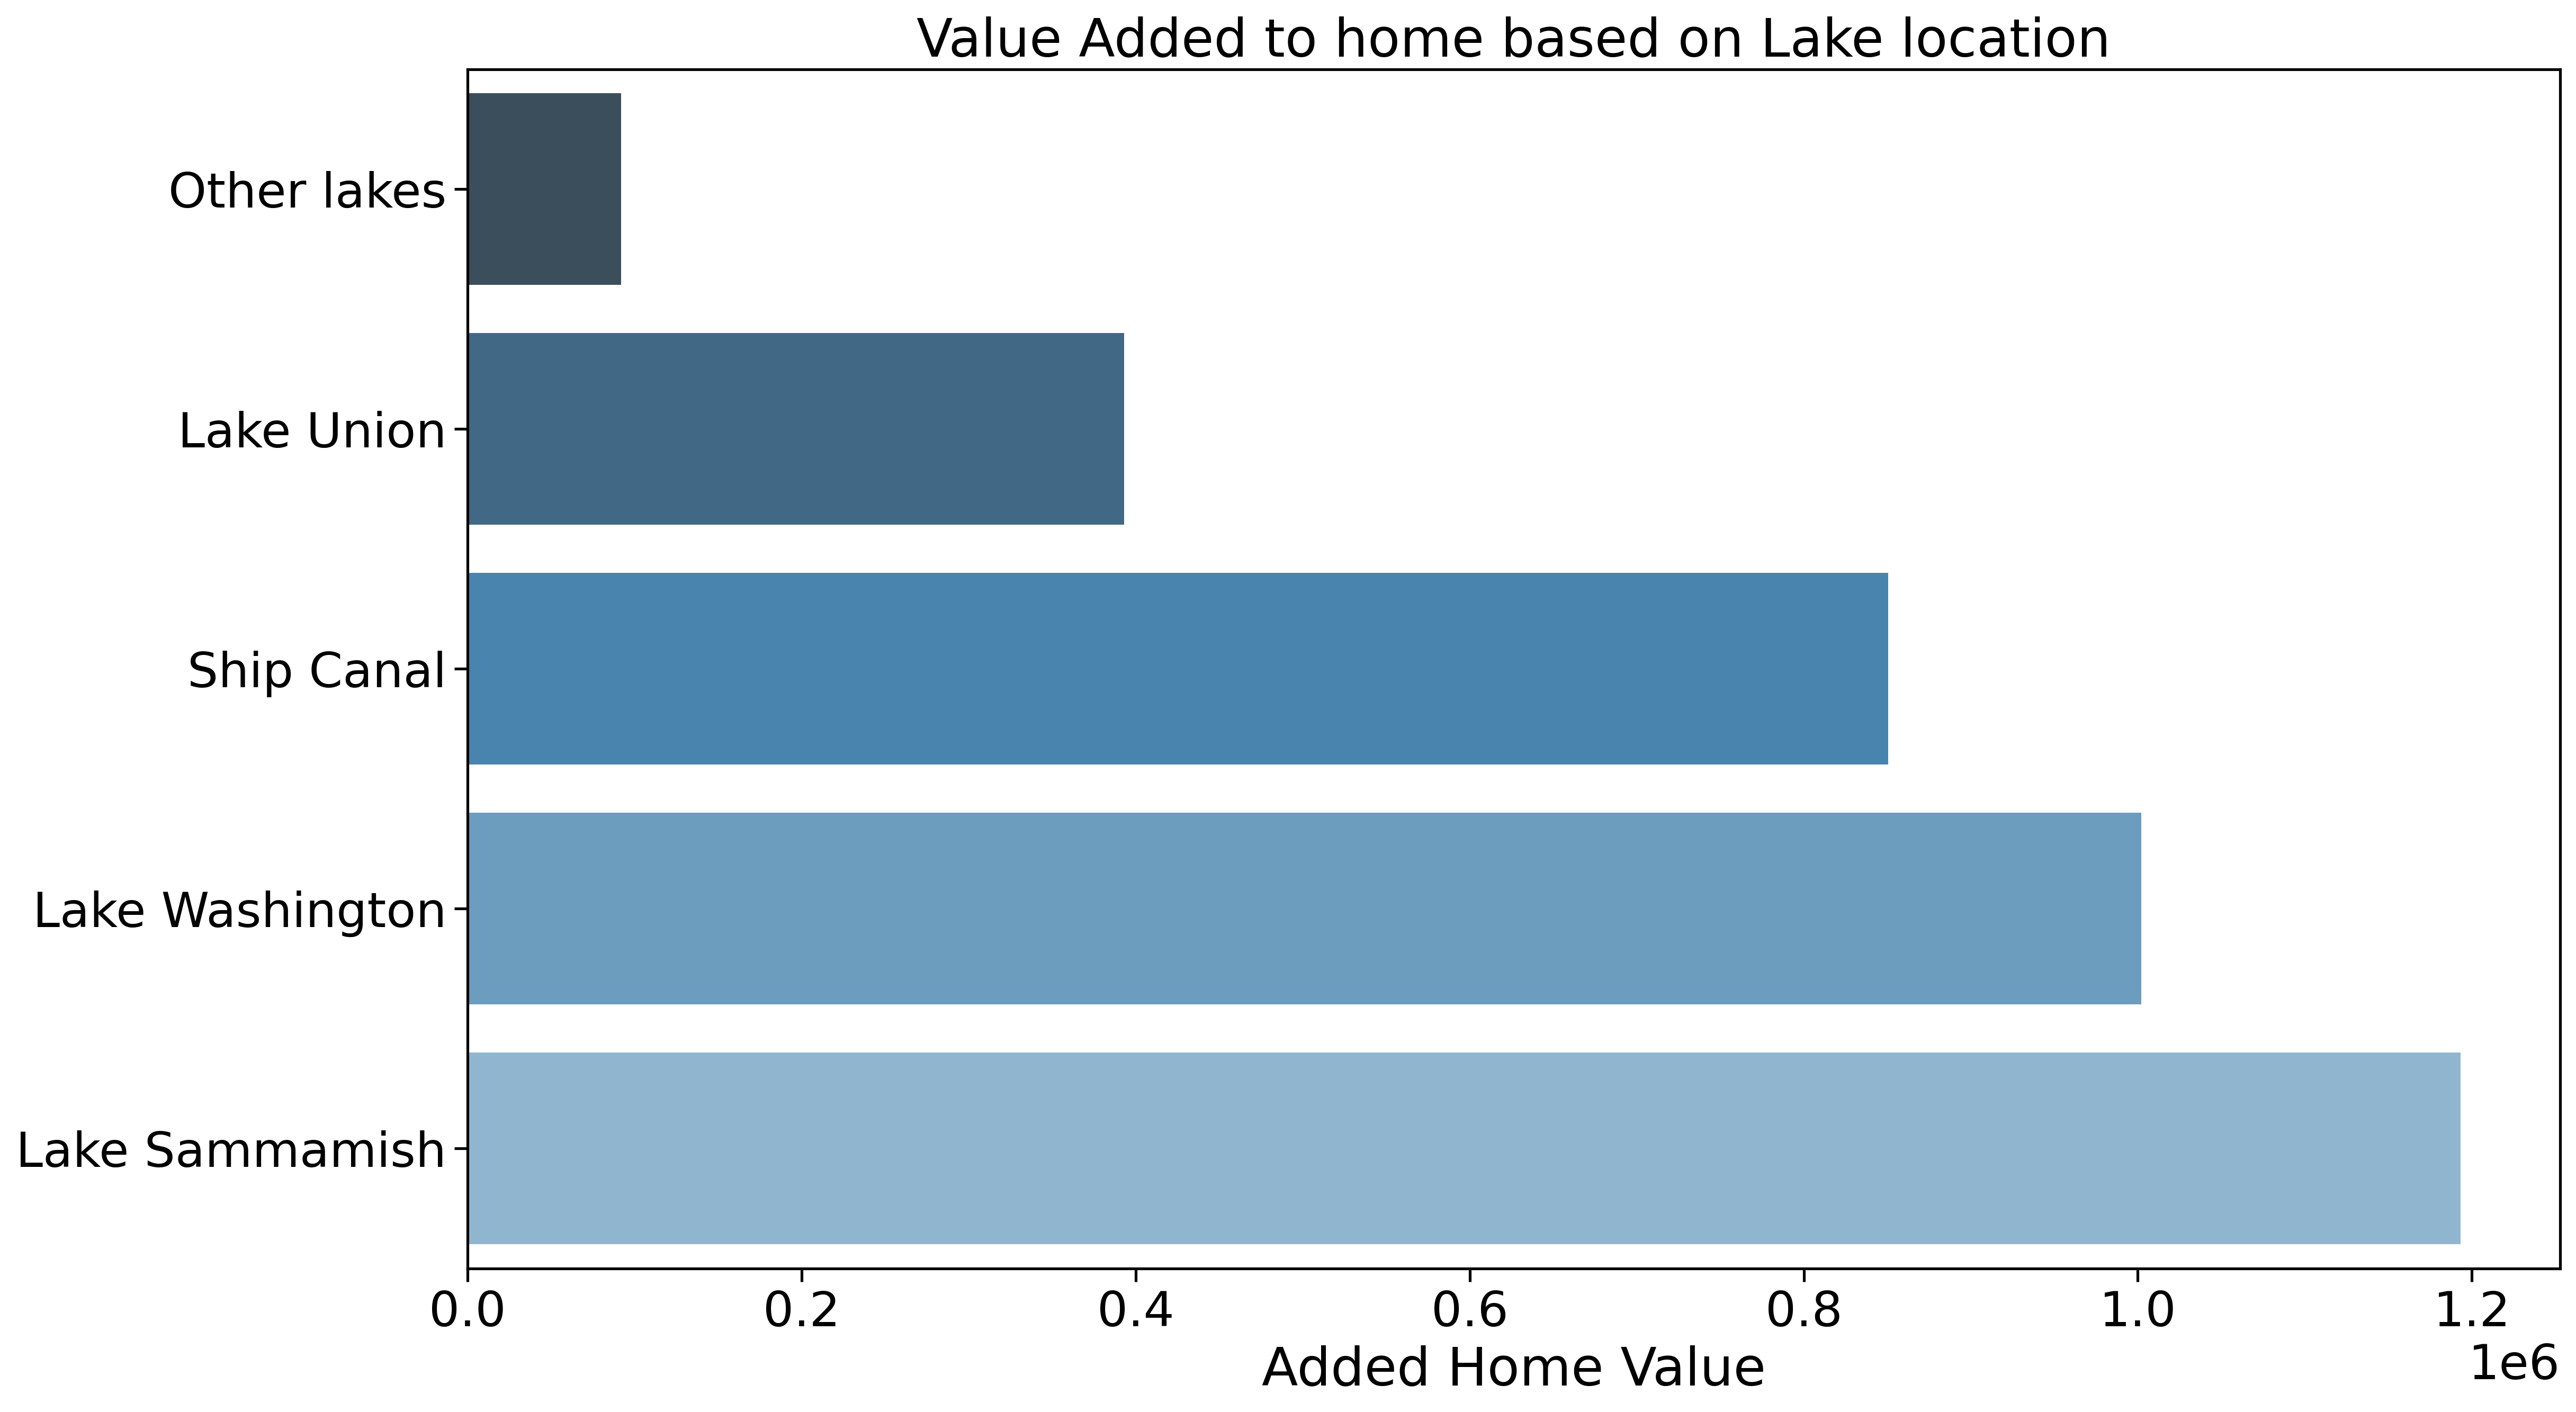 Value Added to home based on Lake location
Other lakes
Lake Union
Ship Canal
Lake Washington
Lake Sammamish
0.0 0.2 0.4 0.6 0.8 1.0 1.2
1e6
Added Home Value